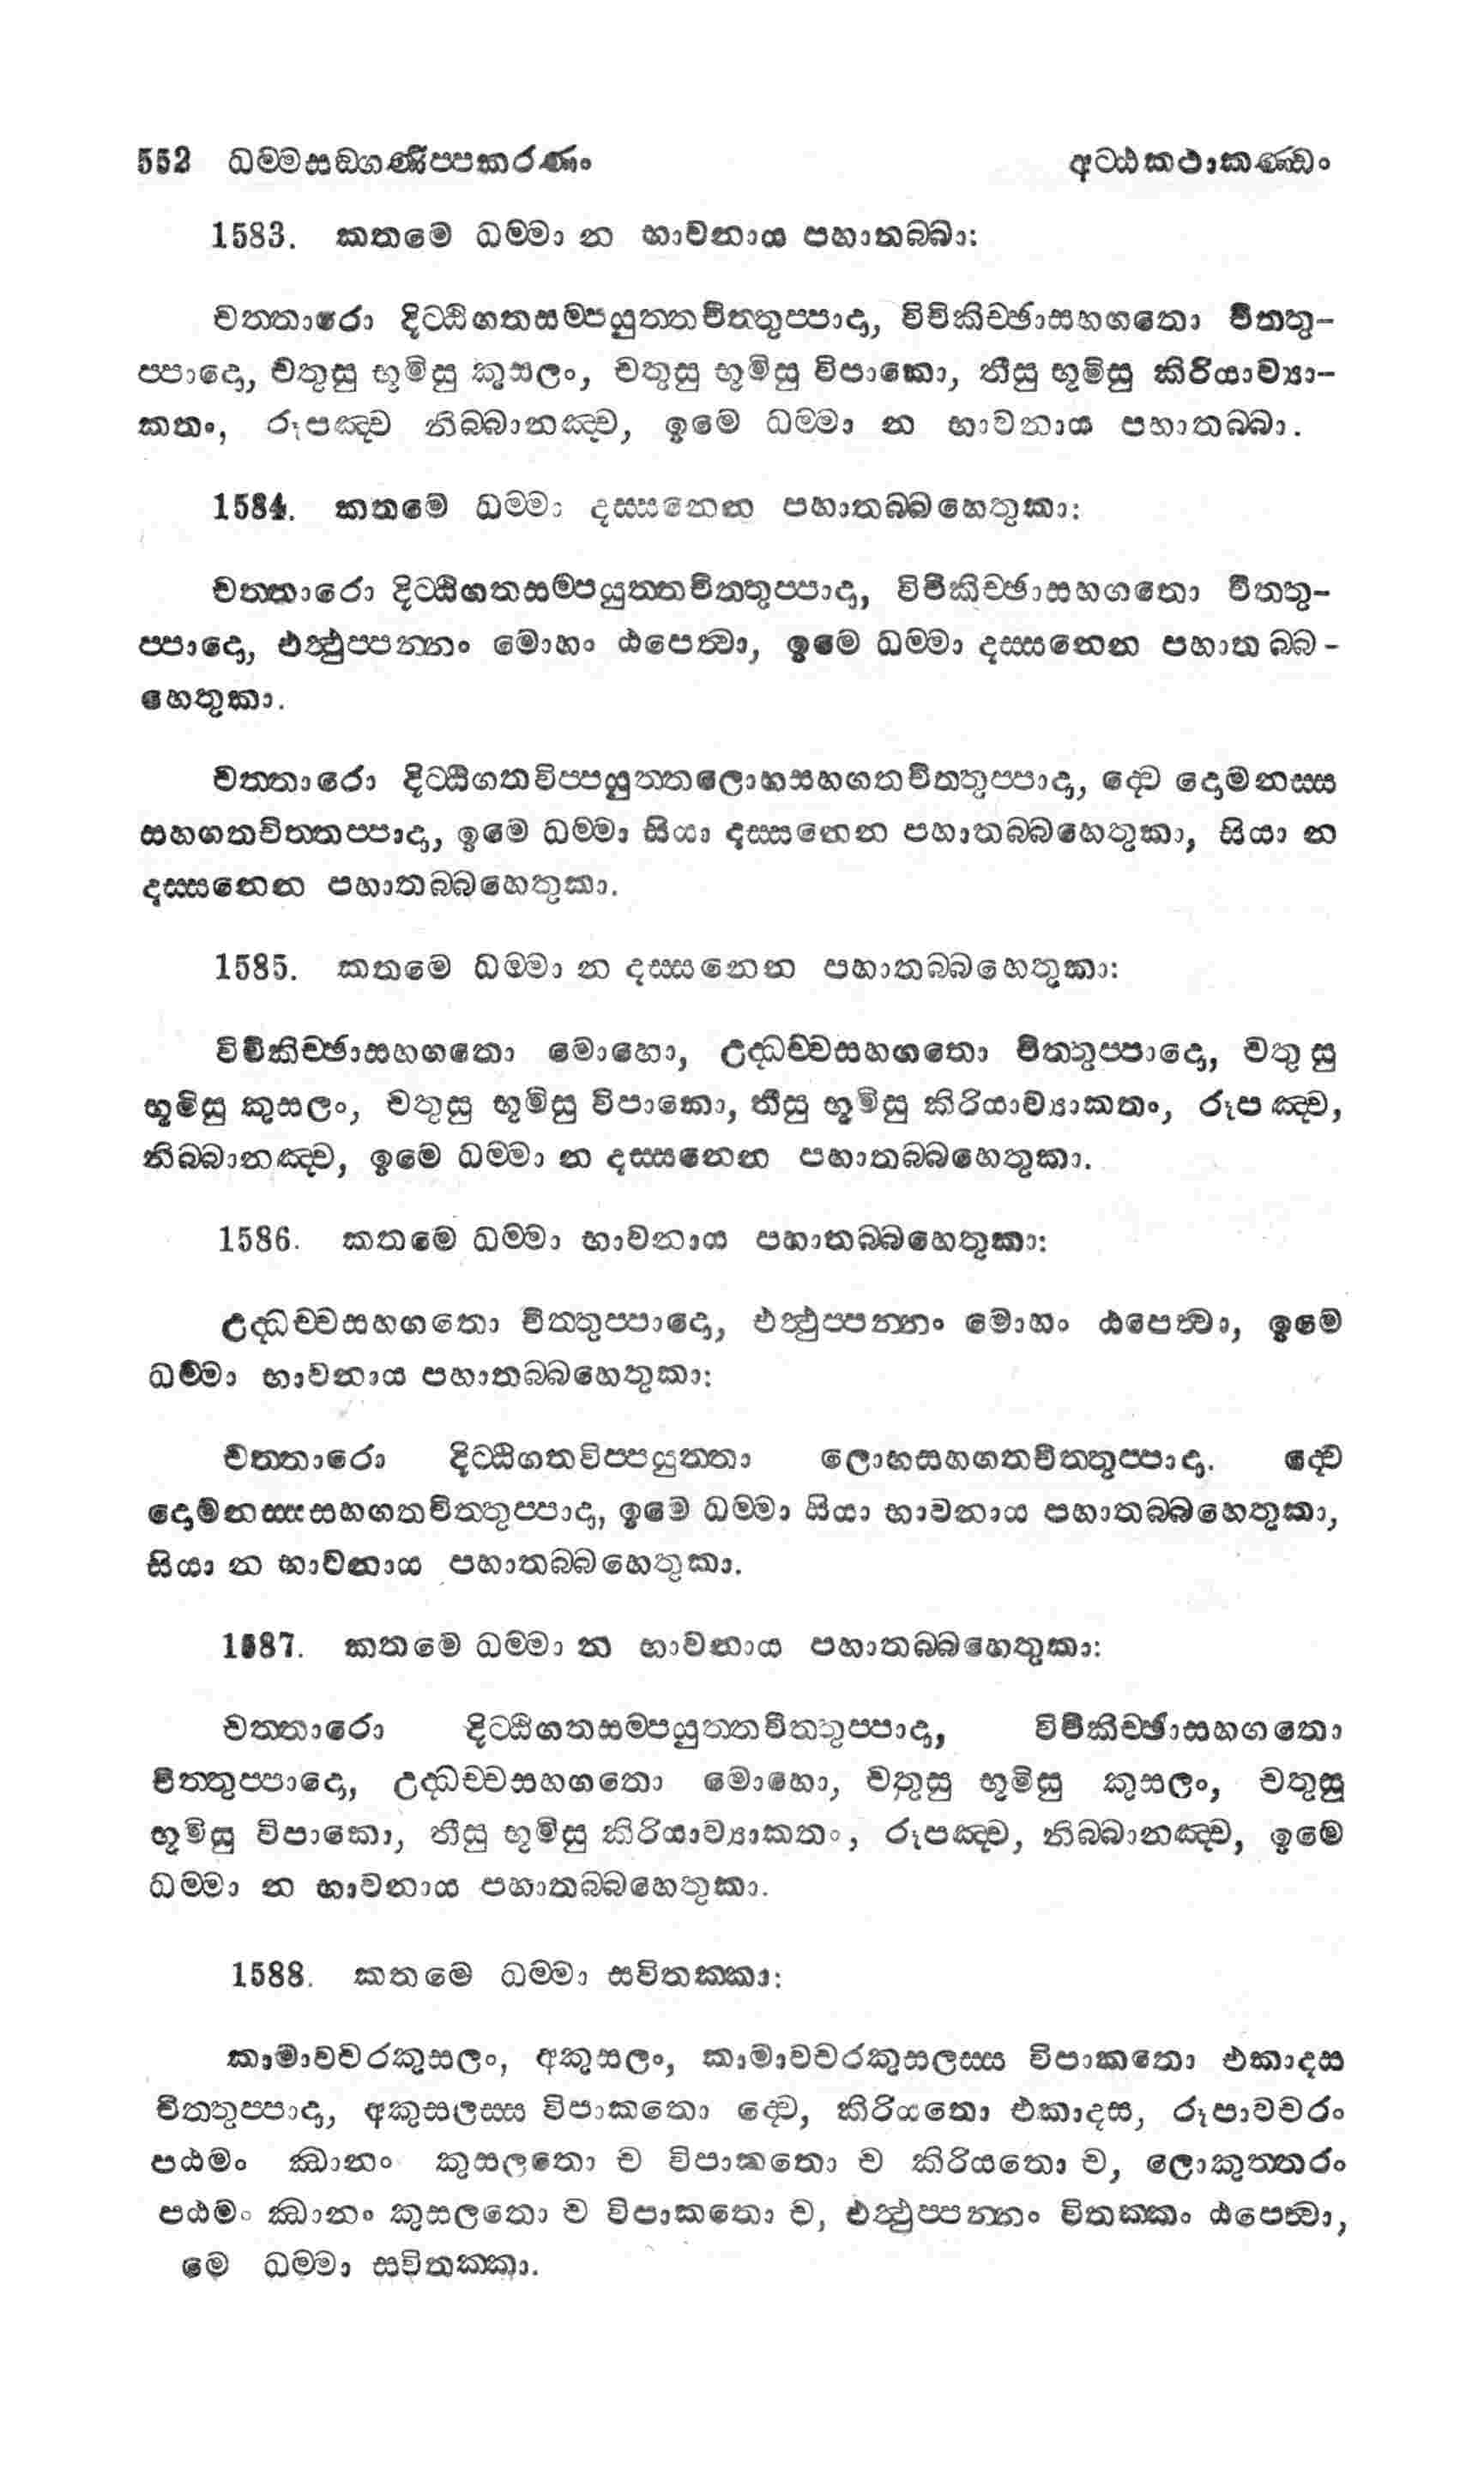 552 ධම්මසඞ්ගණිප්පකරණං අට්ඨකථාකණ්ඩං
1583. කතමෙ ධම්මා න භාවනාය පහාතබ්බා:
චත්තාරො දිට්ඨිගතසම්පයුත්තචිත්තුප්පාදා, විචිකිච්ඡාසහගතො චිත්තු-
ප්පාදො, චතුසු භූමිසු කුසලං, චතුසු භූමිසු විපාකො, තීසු භූමිසු කිරියාව්‍යා-
කතං, රූපඤ්ච නිබ්බානඤ්ච, ඉමෙ ධම්මා න භාවනාය පහාතබ්බා.
1584. කතමෙ ධම්මා දස්සනෙන පහාතබ්බහෙතුකා:
චත්තාරො දිට්ඨිගතසම්පයුත්තචිත්තුප්පාදා, විචිකිච්ඡාසහගතො චිත්තු-
ප්පාදො, එත්ථුප්පන්නං මොහං ඨපෙත්වා, ඉමෙ ධම්මා දස්සනෙන පහාතබ්බ-
හෙතුකා.
චත්තාරො දිට්ඨිගතවිප්පයුත්තලොභසහගතචිත්තුප්පාදා, ද්වෙ දොමනස්ස
සහගතචිත්තප්පාදා, ඉමෙ ධම්මා සියා දස්සනෙන පහාතබ්බහෙතුකා, සියා න
දස්සනෙන පහාතබ්බහෙතුකා.
1585. කතමෙ ධම්මා න දස්සනෙන පහාතබ්බහෙතුකා:
විචිකිච්ඡාසහගතො මොහො, උද්ධච්චසහගතො චිත්තුප්පාදො, චතුසු
භූමිසු කුසලං, චතුසු භූමිසු විපාකො, තීසු භූමිසු කිරියාව්‍යාකතං, රූපඤ්ච,
නිබ්බානඤ්ච, ඉමෙ ධම්මා න දස්සනෙන පහාතබ්බහෙතුකා.
1586. කතමෙ ධම්මා භාවනාය පහාතබ්බහෙතුකා:
උද්ධච්චසහගතො චිත්තුප්පාදො, එත්ථුප්පන්නං මොහං ඨපෙත්වා, ඉමෙ
ධම්මා භාවනාය පහාතබ්බහෙතුකා:
චත්තාරො දිට්ඨිගතවිප්පයුත්තා ලොභසහගතචිත්තුප්පාදා. ද්වෙ
දොමනස්සසහගතචිත්තුප්පාදා, ඉමෙ ධම්මා සියා භාවනාය පහාතබ්බහෙතුකා,
සියා න භාවනාය පහාතබ්බහෙතුකා.
1587. කතමෙ ධම්මා න භාවනාය පහාතබ්බහෙතුකා:
චත්තාරො දිට්ඨිගතසම්පයුත්තචිත්තුප්පාදා, විචිකිච්ඡාසහගතො
චිත්තුප්පාදො, උද්ධච්චසහගතො මොහො, චතුසු භූමිසු කුසලං, චතුසු
භූමිසු විපාකො, තීසු භූමිසු කිරියාව්‍යාකතං, රූපඤ්ච, නිබ්බානඤ්ච, ඉමෙ
ධම්මා න භාවනාය පහාතබ්බහෙතුකා.
1588. කතමෙ ධම්මා සවිතක්කා:
කාමාවචරකුසලං, අකුසලං, කාමාවචරකුසලස්ස විපාකතො එකාදස
චිත්තුප්පාදා, අකුසලස්ස විපාකතො ද්වෙ, කිරියතො එකාදස, රූපාවචරං
පඨමං ඣානං කුසලතො ච විපාකතො ච කිරියතො ච, ලොකුත්තරං
පඨමං ඣානං කුසලතො ච විපාකතො ච, එත්ථුප්පන්නං විතක්කං ඨපෙත්වා,
මෙ ධම්මා සවිතක්කා.